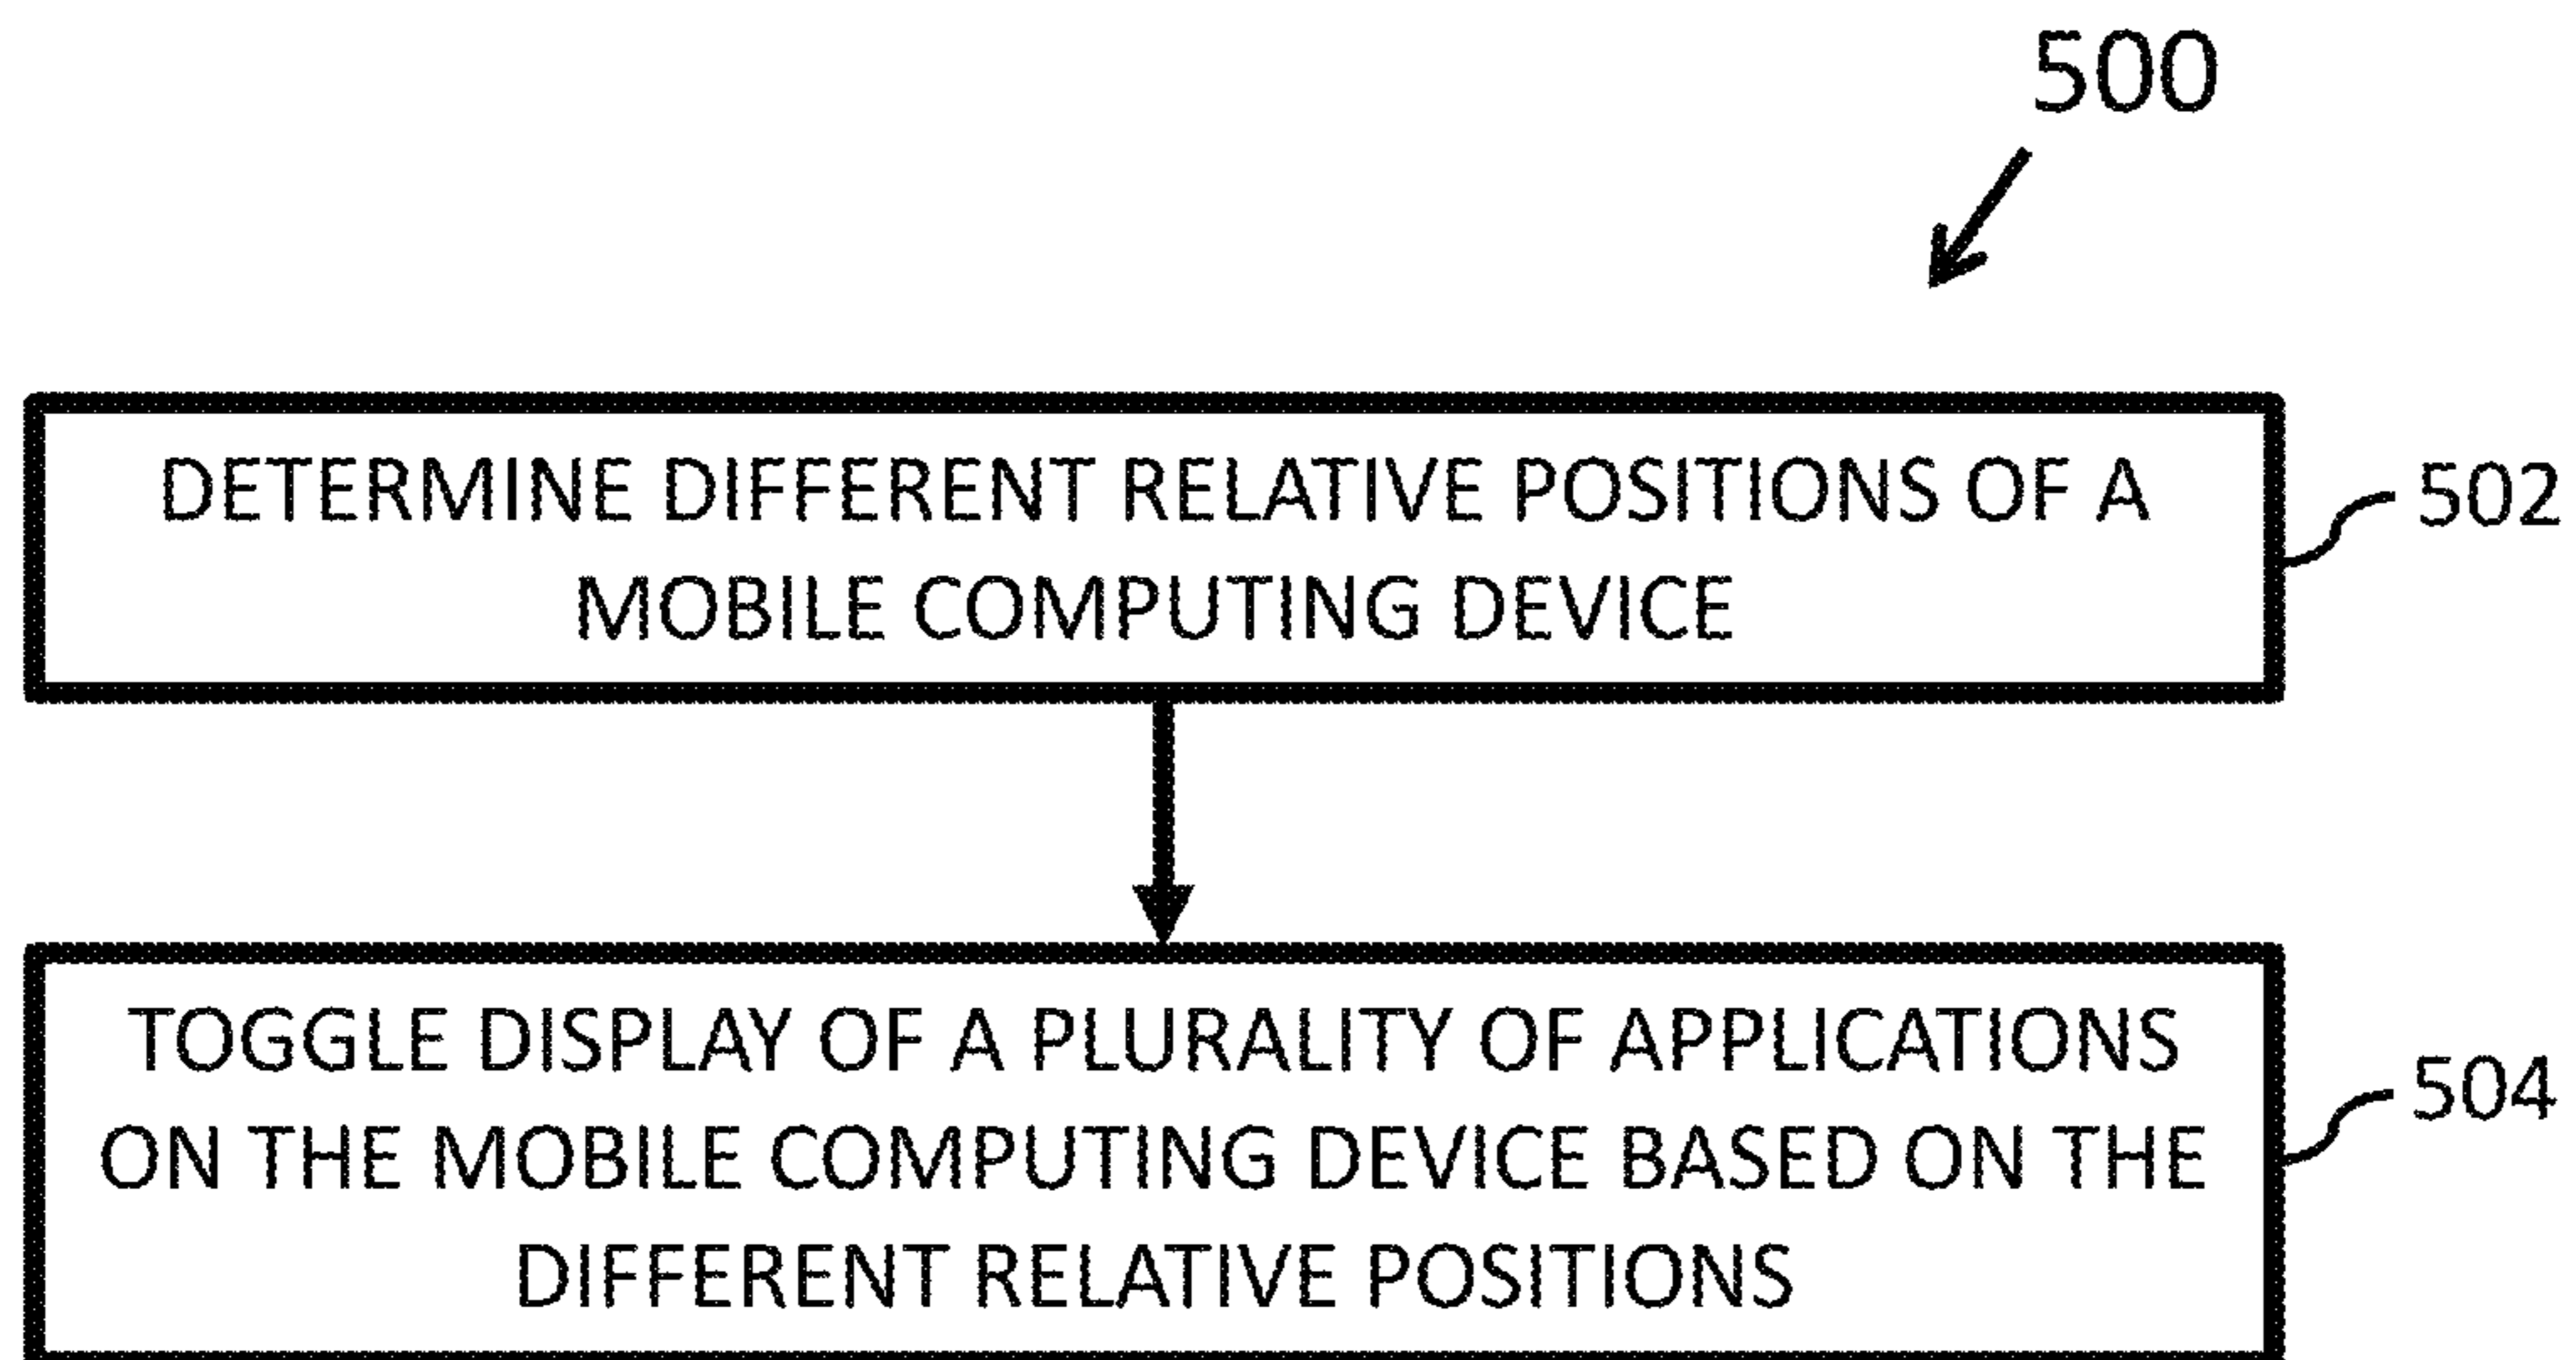 500
DETERMINE DIFFERENT RELATIVE POSITIONS OF A
MOBILE COMPUTING DEVICE
502
TOGGLE DISPLAY OF A PLURALITY OF APPLICATIONS
ON THE MOBILE COMPUTING DEVICE BASED ON THE
DIFFERENT RELATIVE POSITIONS
504